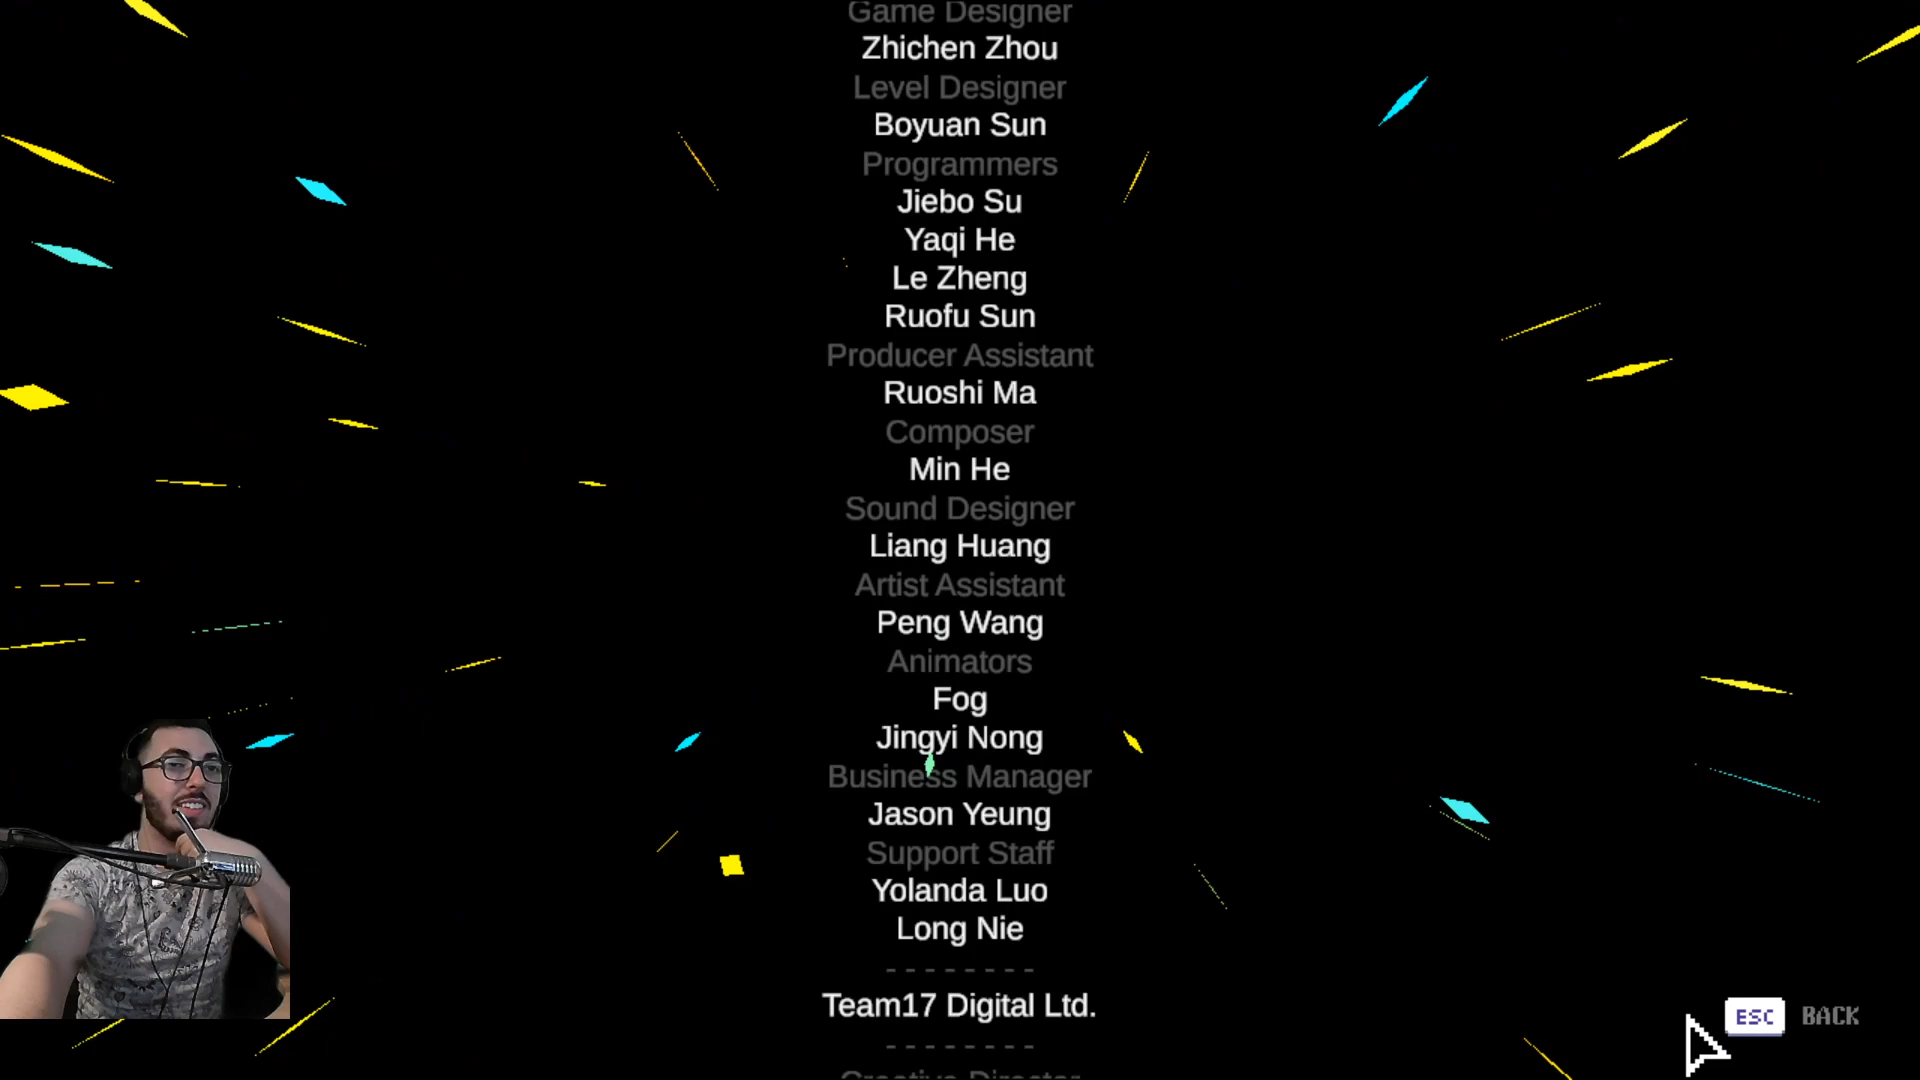 Game Designer
Zhichen Zhou
Level Designer
Boyuan Sun
Programmers
Jiebo Su
Yaqi He
Le Zheng
Ruofu Sun
Producer Assistant
Ruoshi Ma
Composer
Min He
Sound Designer
Liang Huang
Artist Assistant
Peng Wang
Animators
Fog
Jingyi Nong
Business Manager
Jason Yeung
Support Staff
Yolanda Luo
Long Nie
--------
Team17 Digital Ltd.
--------
Creative Director
ESC BACK